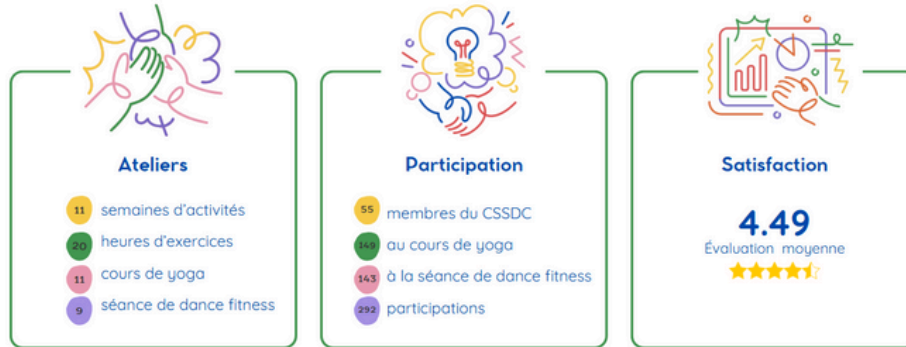 Ateliers
11 semaines d'activités
20 heures d'exercices
11 cours de yoga
9 séance de dance fitness
Participation
55 membres du CSSDC
149 au cours de yoga
143 à la séance de dance fitness
292 participations
Satisfaction
4.49
Évaluation moyenne